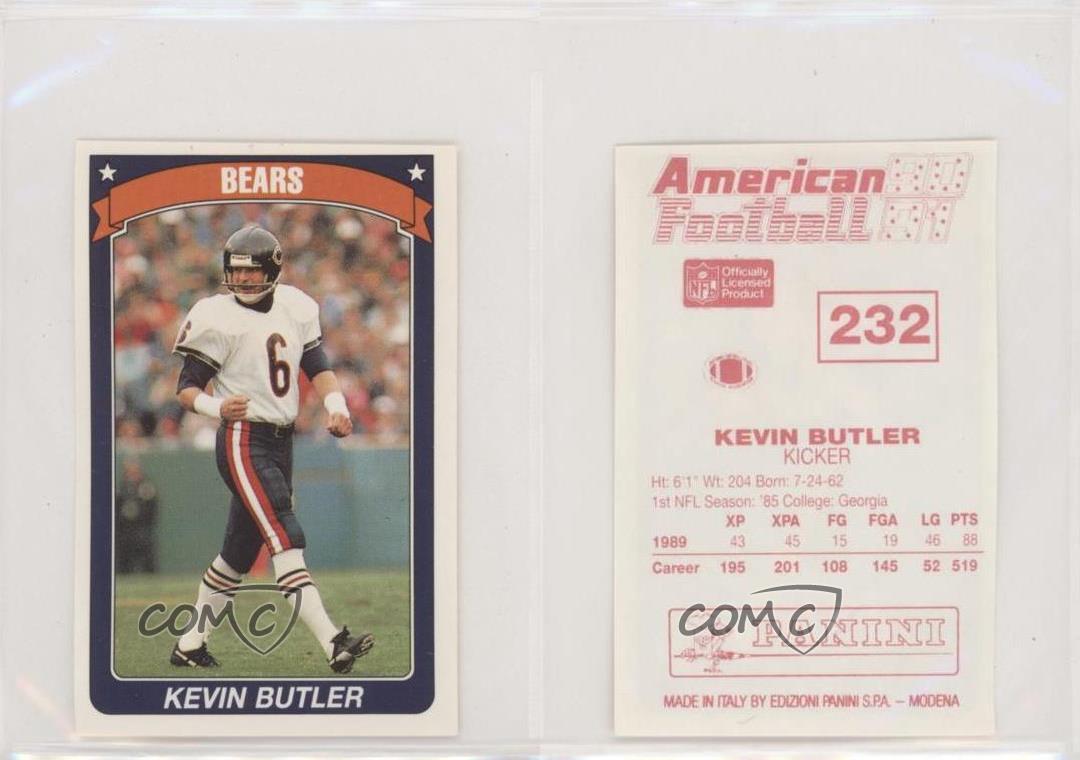 BEARS
6
6
KEVIN BUTLER
COMC
American 90
Football 91
NFL
Officially
Licensed
Product
232
KEVIN BUTLER
KICKER
Ht: 6'1" Wt: 204 Born: 7-24-62
1st NFL Season: '85 College: Georgia
XP XPA FG FGA LG PTS
1989 43 45 15 19 46 88
Career 195 201 108 145 52 519
COMC
PANINI
MADE IN ITALY BY EDIZIONI PANINI S.P.A. – MODENA